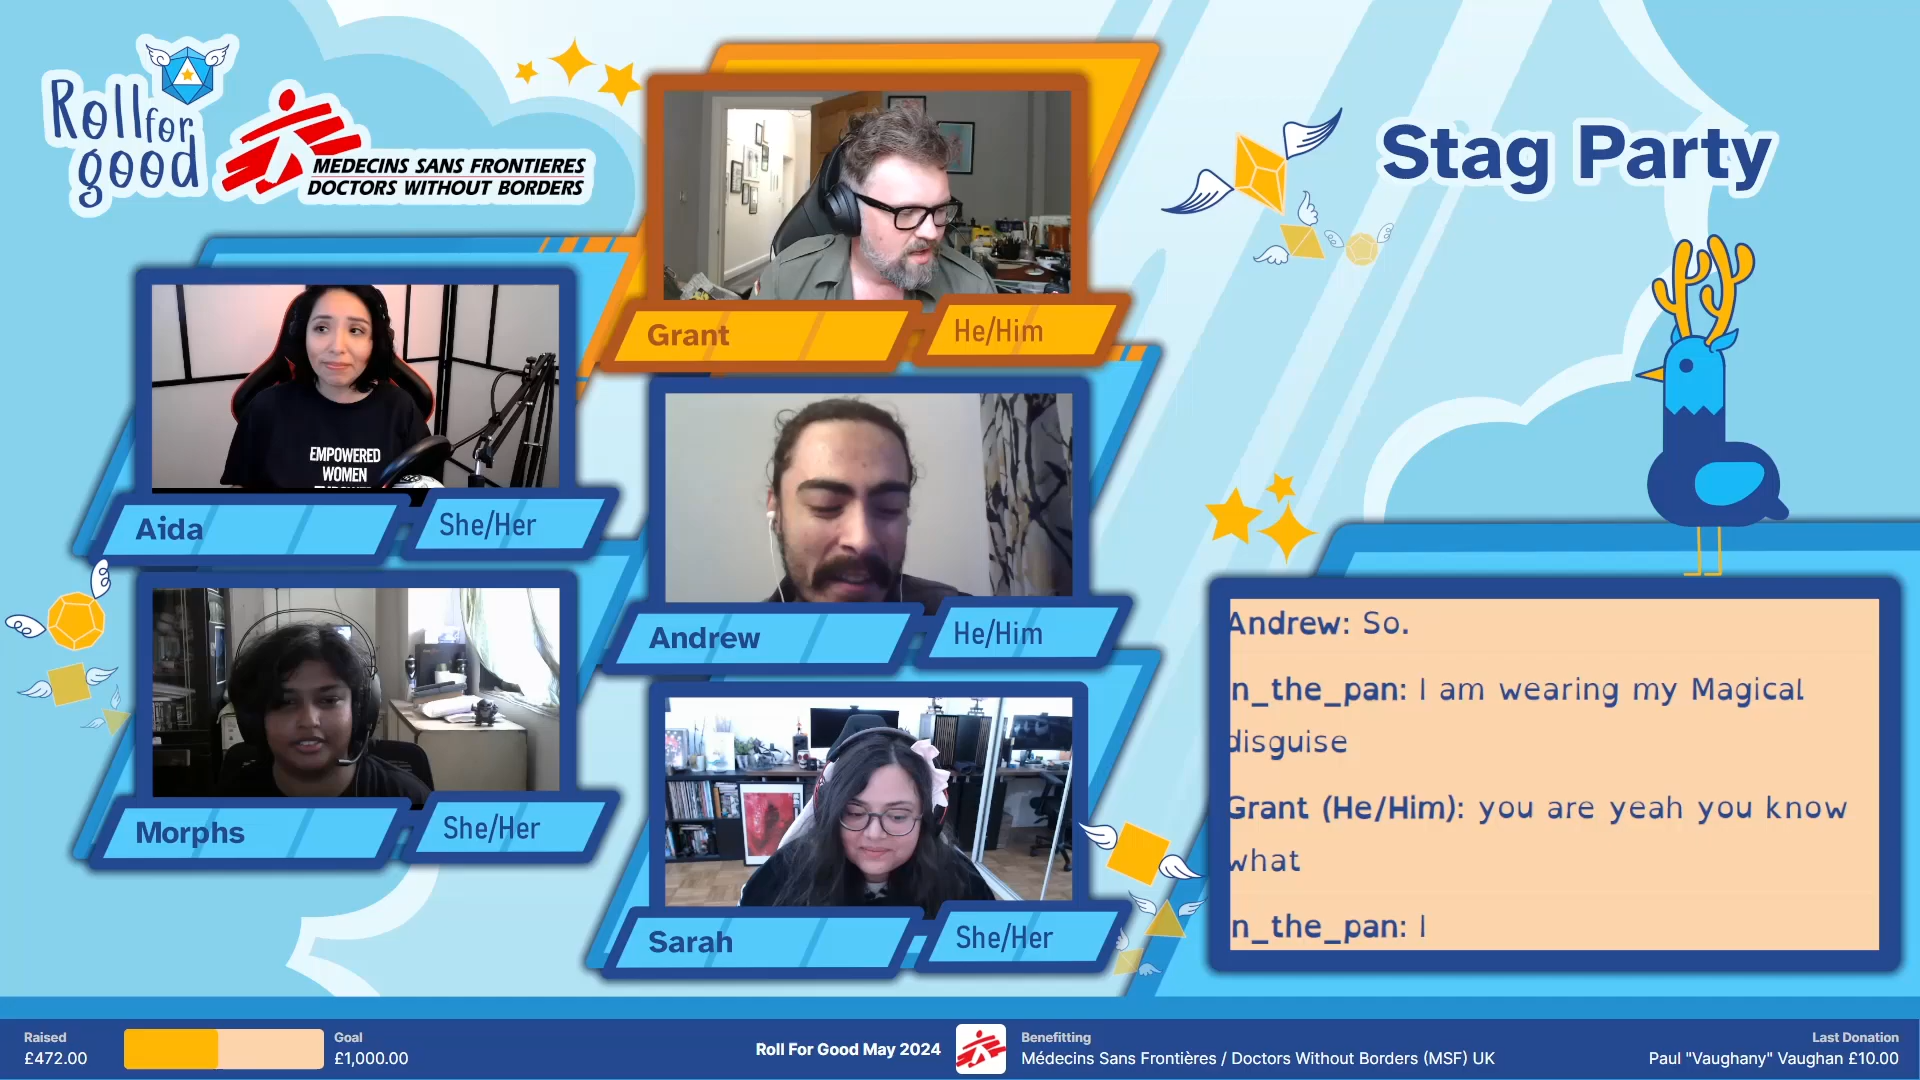 Roll for good
MEDECINS SANS FRONTIERES
DOCTORS WITHOUT BORDERS
Stag Party
Grant
He/Him
EMPOWERED
WOMEN
Aida
She/Her
Andrew
He/Him
Morphs
She/Her
Sarah
She/Her
Andrew: So.
n_the_pan: I am wearing my Magical
disguise
Grant (He/Him): you are yeah you know
what
n_the_pan: I
Raised
£472.00
Goal
£1,000.00
Roll For Good May 2024
Benefitting
Médecins Sans Frontières / Doctors Without Borders (MSF) UK
Last Donation
Paul "Vaughany" Vaughan £10.00